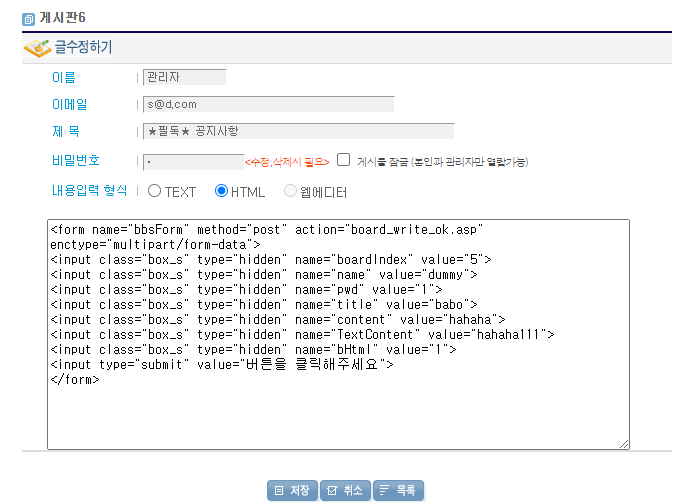 게시판6
글수정하기
이름 | 관리자
이메일 | s@d.com
제 목 | ★필독★ 공지사항
비밀번호 | • <수정,삭제시 필요> 게시물 잠금 (본인과 관리자만 열람가능)
내용입력 형식 | TEXT HTML 웹에디터
<form name="bbsForm" method="post" action="board_write_ok.asp"
enctype="multipart/form-data">
<input class="box_s" type="hidden" name="boardIndex" value="5">
<input class="box_s" type="hidden" name="name" value="dummy">
<input class="box_s" type="hidden" name="pwd" value="1">
<input class="box_s" type="hidden" name="title" value="babo">
<input class="box_s" type="hidden" name="content" value="hahaha">
<input class="box_s" type="hidden" name="TextContent" value="hahaha111">
<input class="box_s" type="hidden" name="bHtml" value="1">
<input type="submit" value="버튼을 클릭해주세요">
</form>
저장 취소 목록